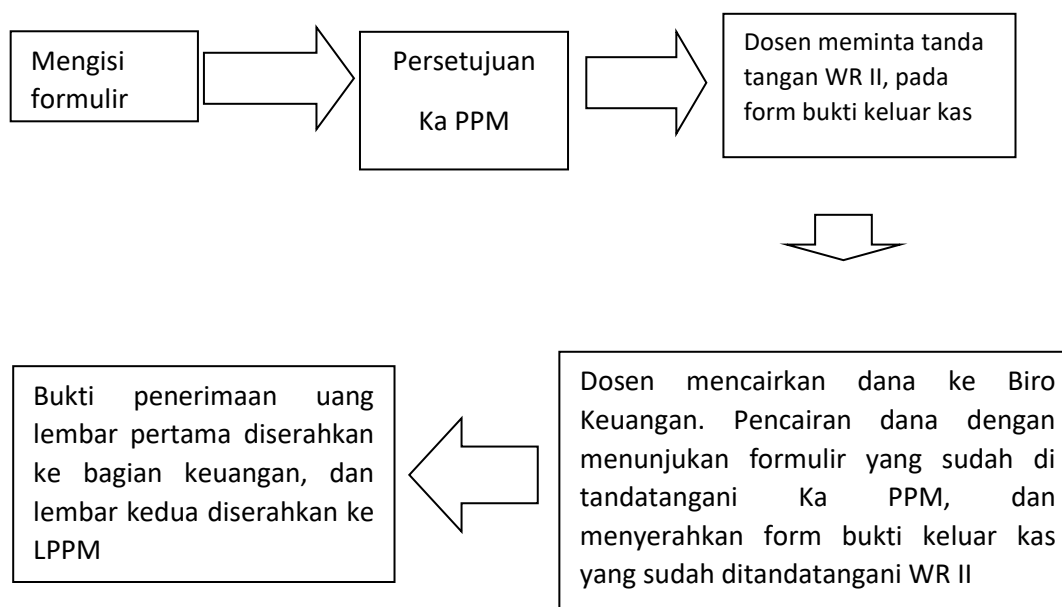 Mengisi
formulir
Persetujuan
Ka PPM
Dosen meminta tanda
tangan WR II, pada
form bukti keluar kas
Dosen mencairkan dana ke Biro
Keuangan. Pencairan dana dengan
menunjukan formulir yang sudah di
tandatangani Ka PPM, dan
menyerahkan form bukti keluar kas
yang sudah ditandatangani WR II
Bukti penerimaan uang
lembar pertama diserahkan
ke bagian keuangan, dan
lembar kedua diserahkan ke
LPPM